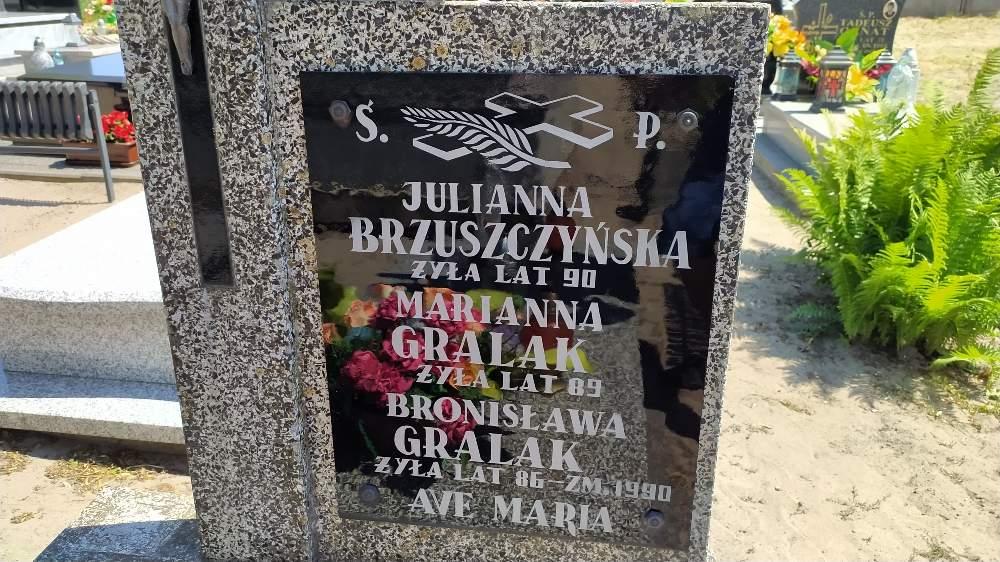 Ś. P.
JULIANNA
BRZUSZCZYŃSKA
ŻYŁA LAT 90
MARIANNA
GRALAK
ŻYŁA LAT 89
BRONISŁAWA
GRALAK
ŻYŁA LAT 86 – ZM. 1990
AVE MARIA
Ś.P.
TADEUSZ